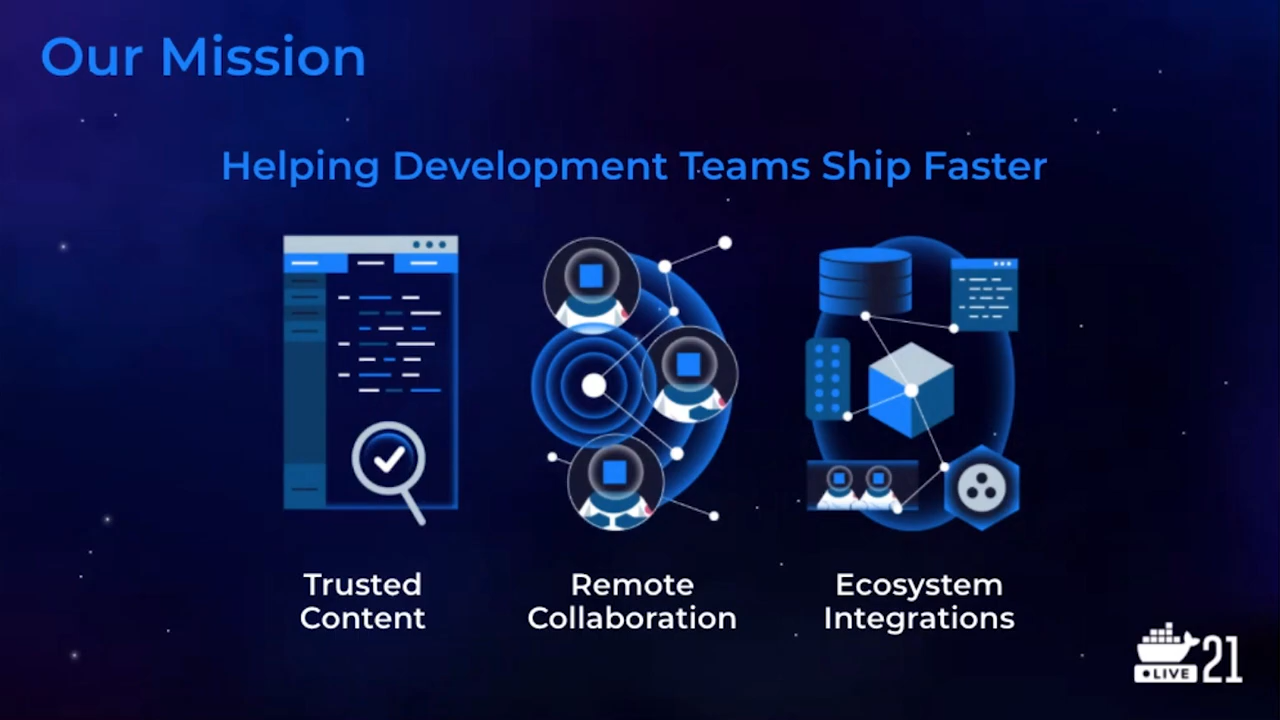 Our Mission
Helping Development Teams Ship Faster
Trusted
Content
Remote
Collaboration
Ecosystem
Integrations
LIVE 21